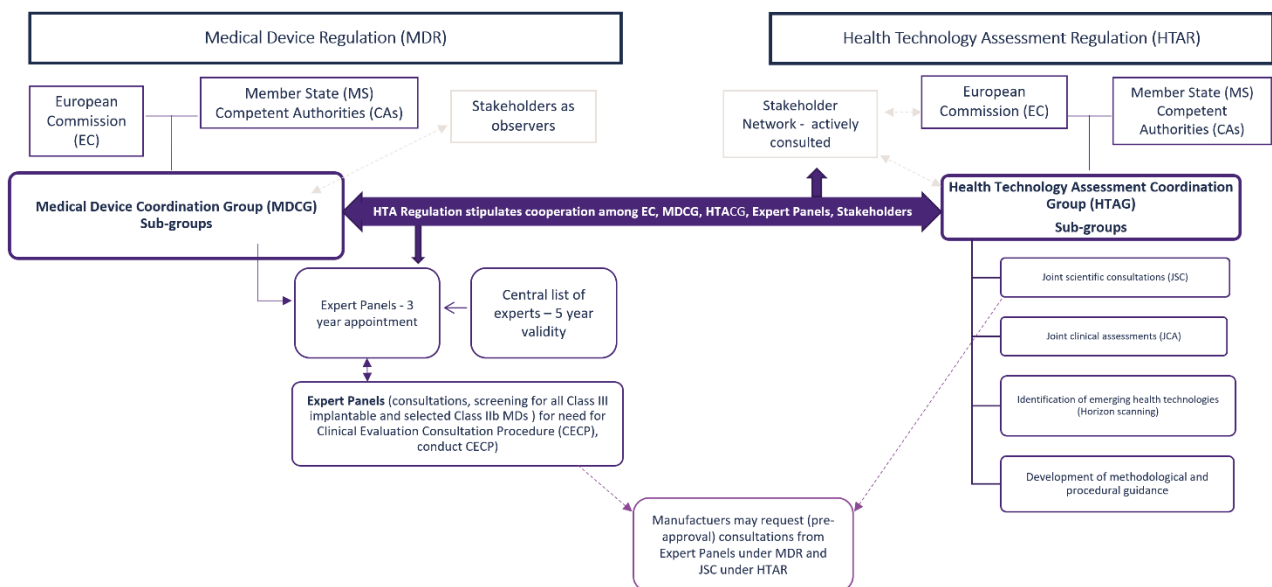 Medical Device Regulation (MDR)
Health Technology Assessment Regulation (HTAR)
European
Commission
(EC)
Member State (MS)
Competent Authorities (CAs)
Stakeholders as
observers
Stakeholder
Network - actively
consulted
European
Commission (EC)
Member State (MS)
Competent
Authorities (CAs)
Medical Device Coordination Group (MDCG)
Sub-groups
HTA Regulation stipulates cooperation among EC, MDCG, HTACG, Expert Panels, Stakeholders
Health Technology Assessment Coordination
Group (HTAG)
Sub-groups
Expert Panels - 3
year appointment
Central list of
experts – 5 year
validity
Expert Panels (consultations, screening for all Class III
implantable and selected Class IIb MDs ) for need for
Clinical Evaluation Consultation Procedure (CECP),
conduct CECP)
Joint scientific consultations (JSC)
Joint clinical assessments (JCA)
Identification of emerging health technologies
(Horizon scanning)
Development of methodological and
procedural guidance
Manufactuers may request (pre-
approval) consultations from
Expert Panels under MDR and
JSC under HTAR